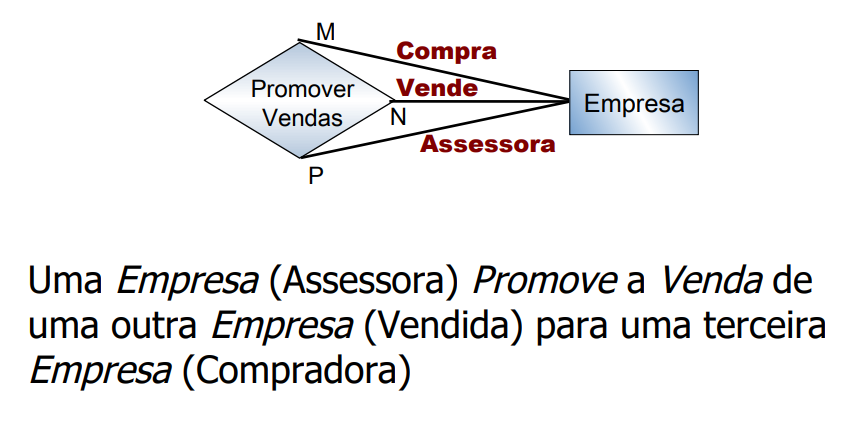 M
Compra
Promover
Vendas
Vende
N
Empresa
Assessora
P
Uma Empresa (Assessora) Promove a Venda de
uma outra Empresa (Vendida) para uma terceira
Empresa (Compradora)